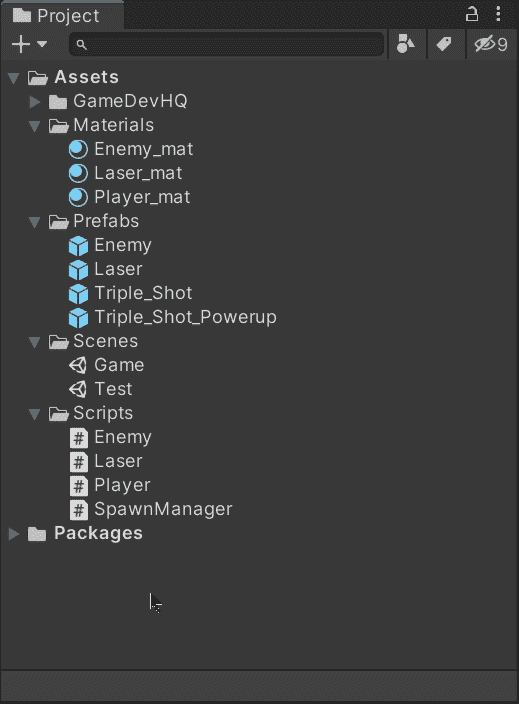 Project
9
Assets
GameDevHQ
Materials
Enemy_mat
Laser_mat
Player_mat
Prefabs
Enemy
Laser
Triple_Shot
Triple_Shot_Powerup
Scenes
Game
Test
Scripts
# Enemy
# Laser
# Player
# SpawnManager
Packages